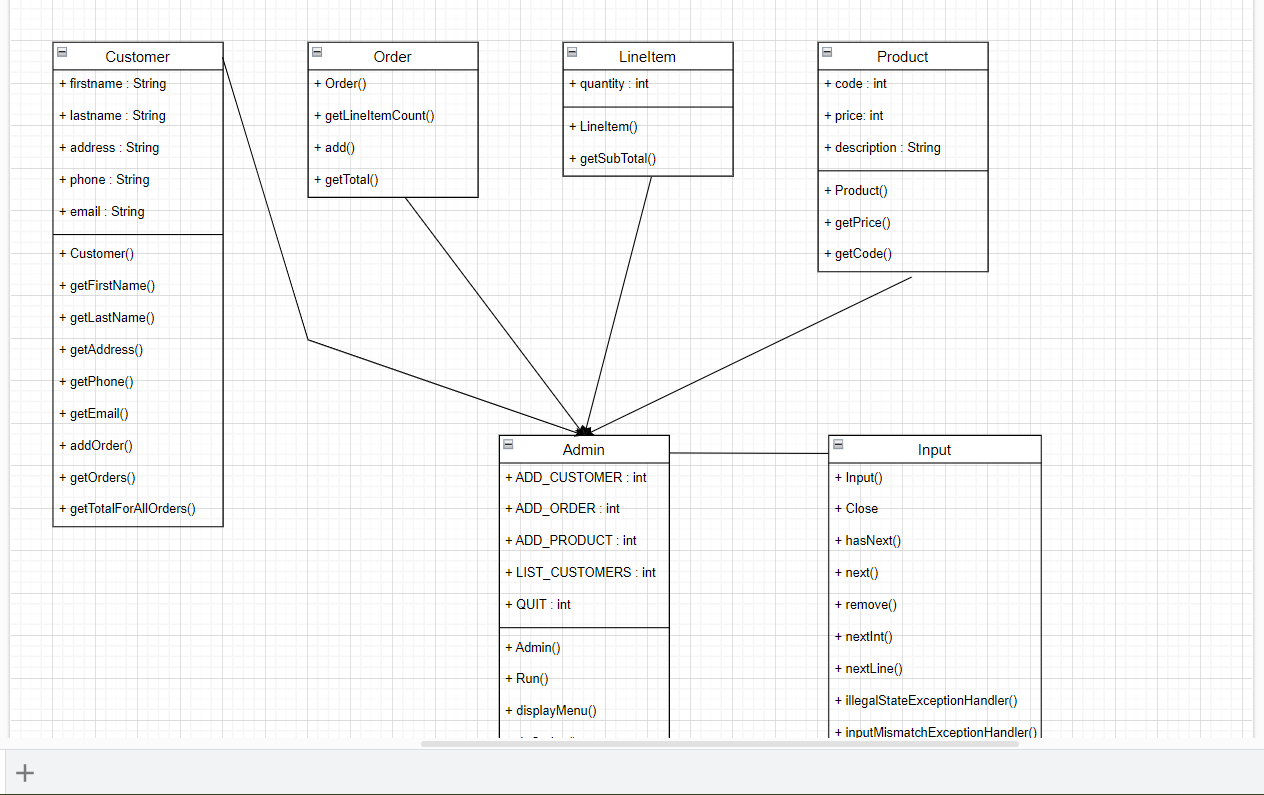 Customer
+ firstname : String
+ lastname : String
+ address : String
+ phone : String
+ email : String
+ Customer()
+ getFirstName()
+ getLastName()
+ getAddress()
+ getPhone()
+ getEmail()
+ addOrder()
+ getOrders()
+ getTotalForAllOrders()
Order
+ Order()
+ getLineItemCount()
+ add()
+ getTotal()
LineItem
+ quantity : int
+ LineItem()
+ getSubTotal()
Product
+ code : int
+ price: int
+ description : String
+ Product()
+ getPrice()
+ getCode()
Admin
+ ADD_CUSTOMER : int
+ ADD_ORDER : int
+ ADD_PRODUCT : int
+ LIST_CUSTOMERS : int
+ QUIT : int
+ Admin()
+ Run()
+ displayMenu()
Input
+ Input()
+ Close
+ hasNext()
+ next()
+ remove()
+ nextInt()
+ nextLine()
+ illegalStateExceptionHandler()
+ inputMismatchExceptionHandler()